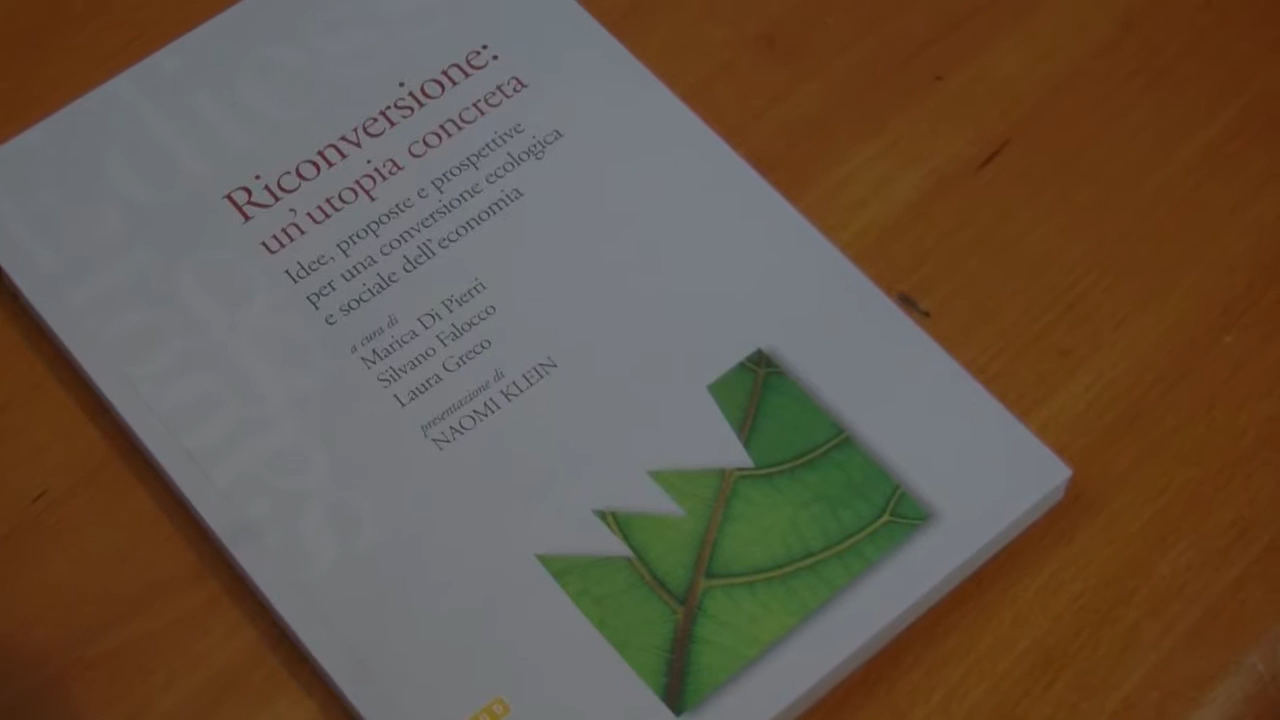 Riconversione:
un'utopia concreta
Idee, proposte e prospettive
per una conversione ecologica
e sociale dell'economia
a cura di
Marica Di Pierri
Silvano Falocco
Laura Greco
presentazione di
NAOMI KLEIN